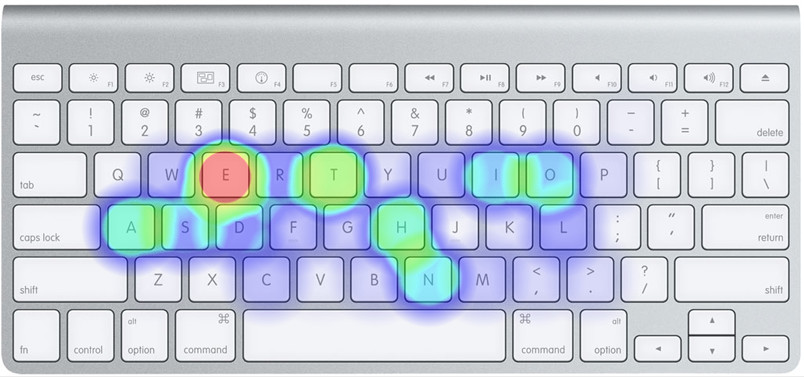 esc F1 F2 F3 F4 F5 F6 F7 F8 F9 F10 F11 F12
~ ! @ # $ % ^ & * ( ) - +
` 1 2 3 4 5 6 7 8 9 0 - = delete
tab Q W E R T Y U I O P { [ } ] | \
caps lock A S D F G H J K L : ; “ ‘ enter return
shift Z X C V B N M < , > . ? / shift
fn control alt option ⌘ command ⌘ command alt option